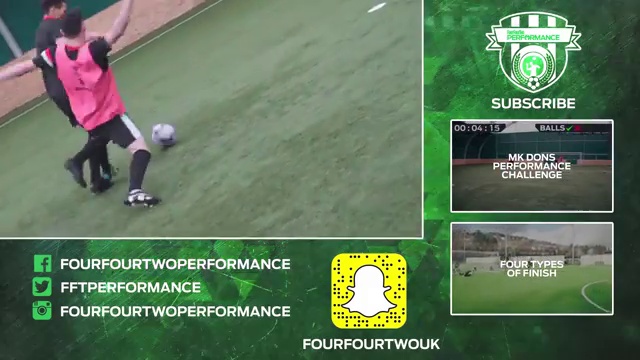 PERFORMANCE
SUBSCRIBE
00:04:15
BALLS
MK DONS
PERFORMANCE
CHALLENGE
FOUR TYPES
OF FINISH
FOURFOURTWOPERFORMANCE
FFTPERFORMANCE
FOURFOURTWOPERFORMANCE
FOURFOURTWOUK